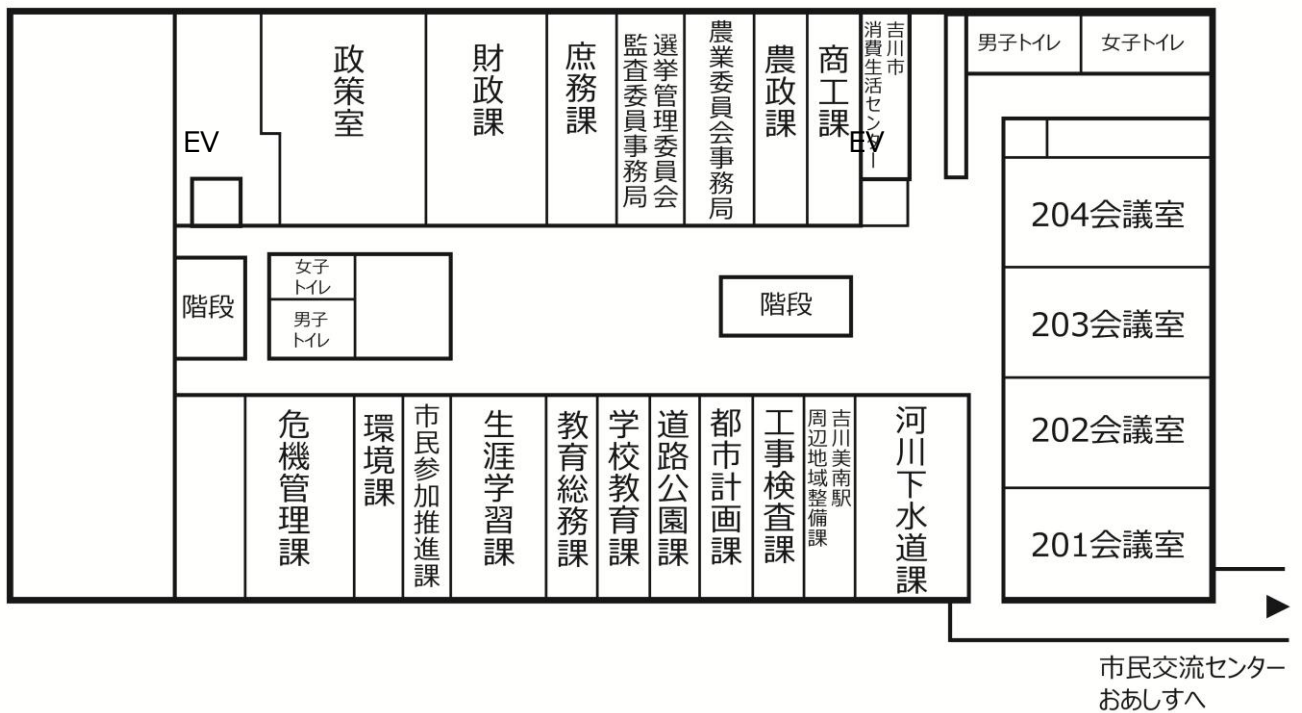 EV
政策室
財政課
庶務課
選挙管理委員会
監査委員事務局
農業委員会事務局
農政課
商工課
吉川市
消費生活センター
EV
男子トイレ
女子トイレ
204会議室
203会議室
202会議室
201会議室
階段
女子
トイレ
男子
トイレ
階段
危機管理課
環境課
市民参加推進課
生涯学習課
教育総務課
学校教育課
道路公園課
都市計画課
工事検査課
吉川美南駅
周辺地域整備課
河川下水道課
市民交流センター
おあしすへ